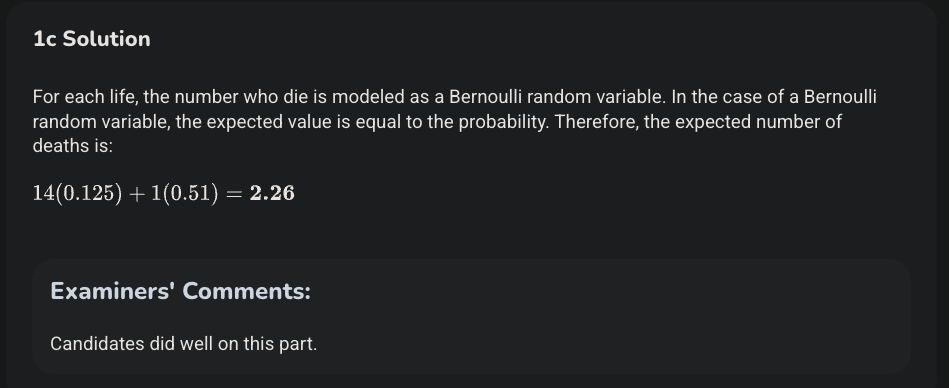 1c Solution
For each life, the number who die is modeled as a Bernoulli random variable. In the case of a Bernoulli
random variable, the expected value is equal to the probability. Therefore, the expected number of
deaths is:
14(0.125) + 1(0.51) = 2.26
Examiners' Comments:
Candidates did well on this part.